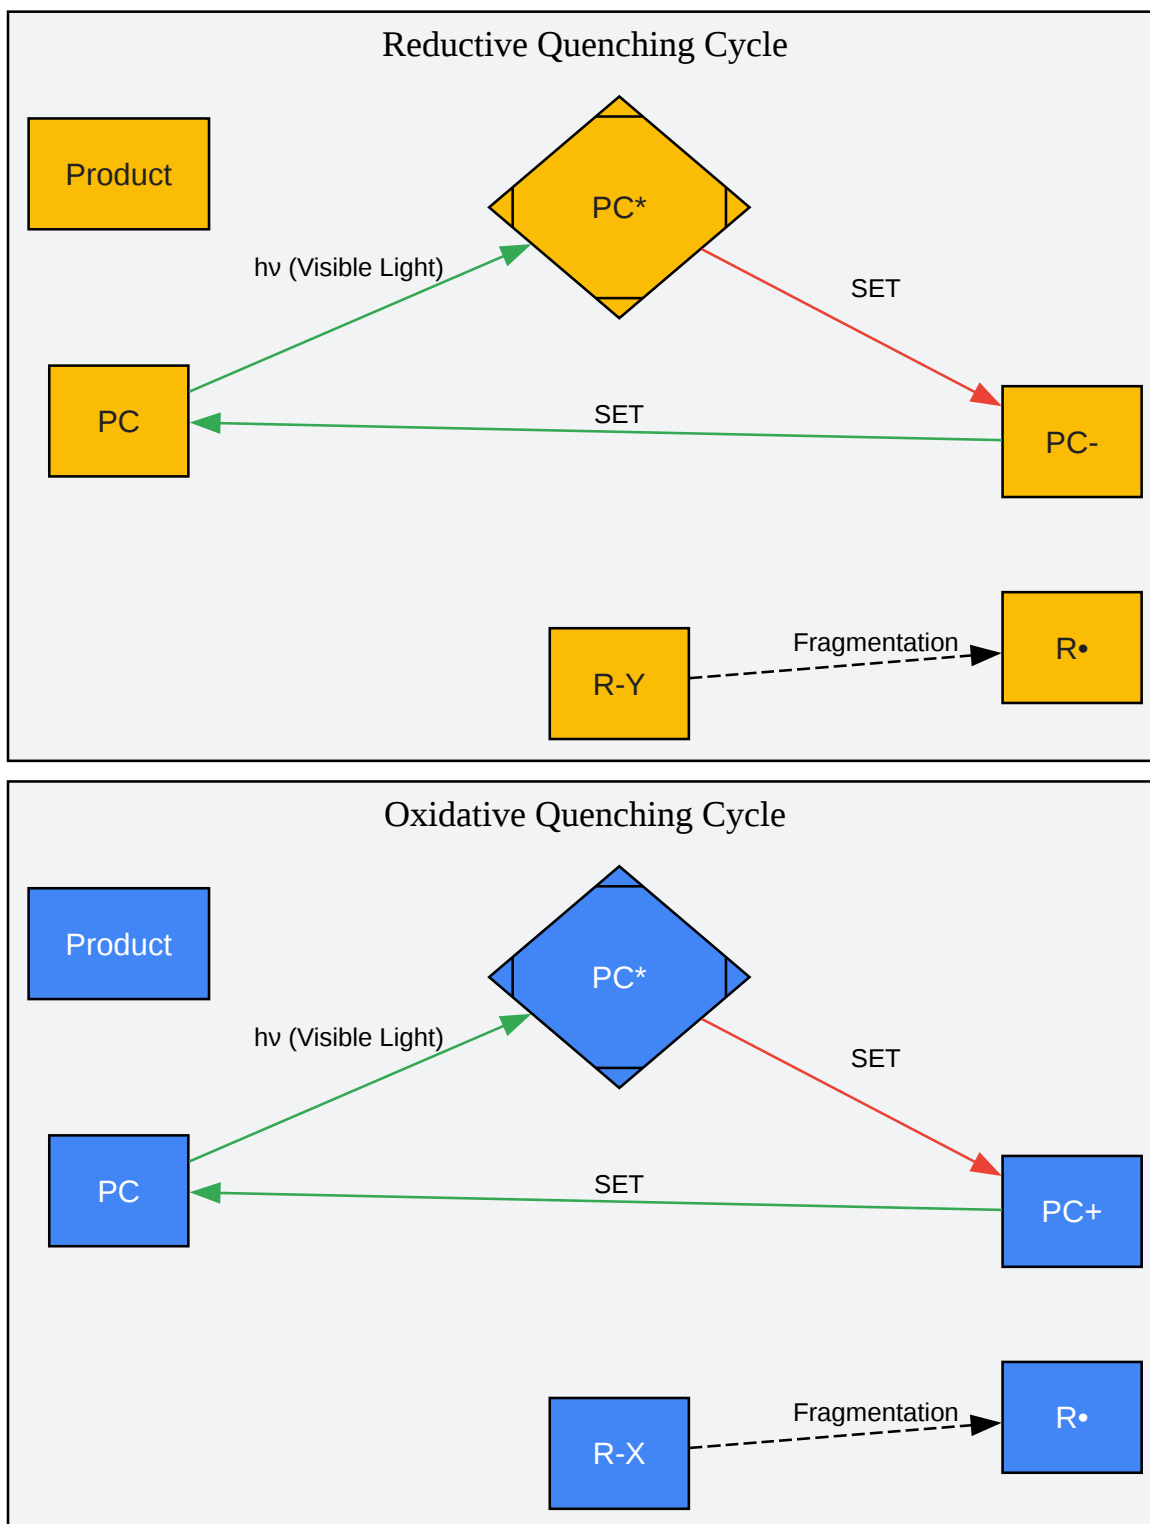 Reductive Quenching Cycle
Product
PC*
hν (Visible Light)
SET
PC
SET
PC-
Fragmentation
R•
R-Y
Oxidative Quenching Cycle
Product
PC*
hν (Visible Light)
SET
PC
SET
PC+
Fragmentation
R•
R-X